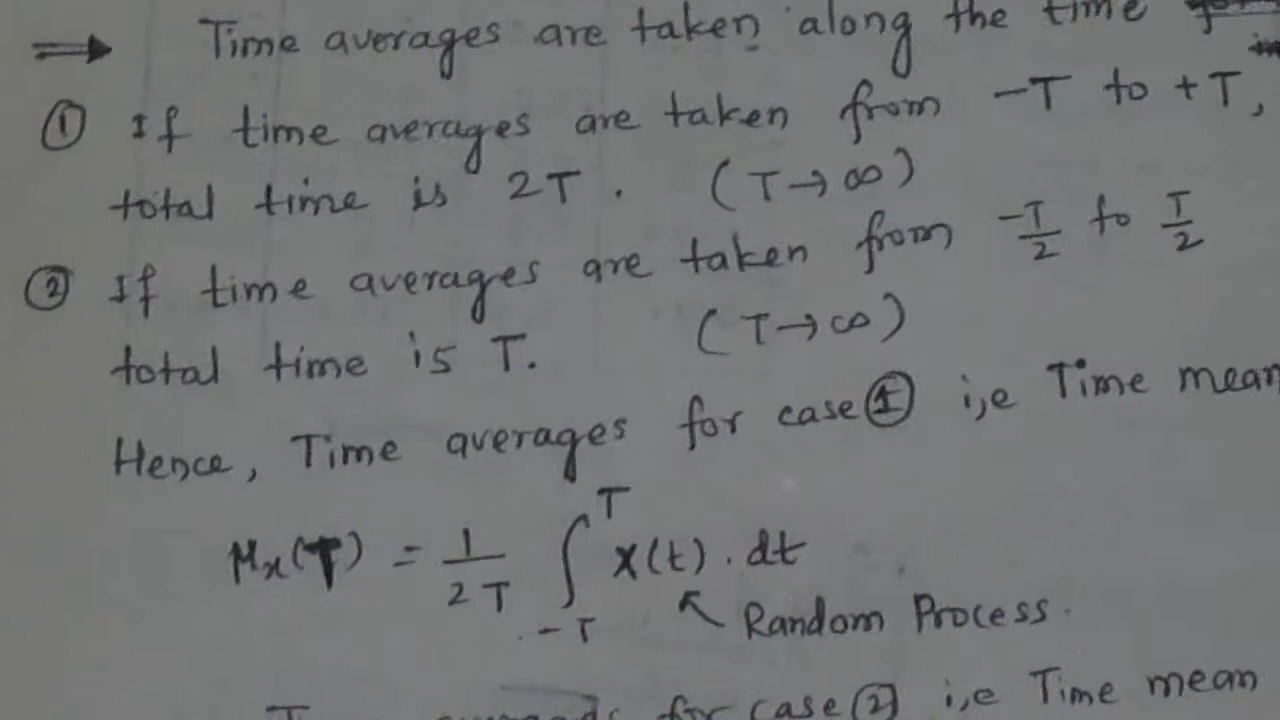 ⇒ Time averages are taken along the time
① If time averages are taken from -T to +T,
total time is 2T. (T→∞)
② If time averages are taken from -T/2 to T/2
total time is T. (T→∞)
Hence, Time averages for case ① i,e Time mean
μx(T) = 1/2T ∫_{-T}^{T} X(t).dt
↖ Random Process.
for case ② i,e Time mean